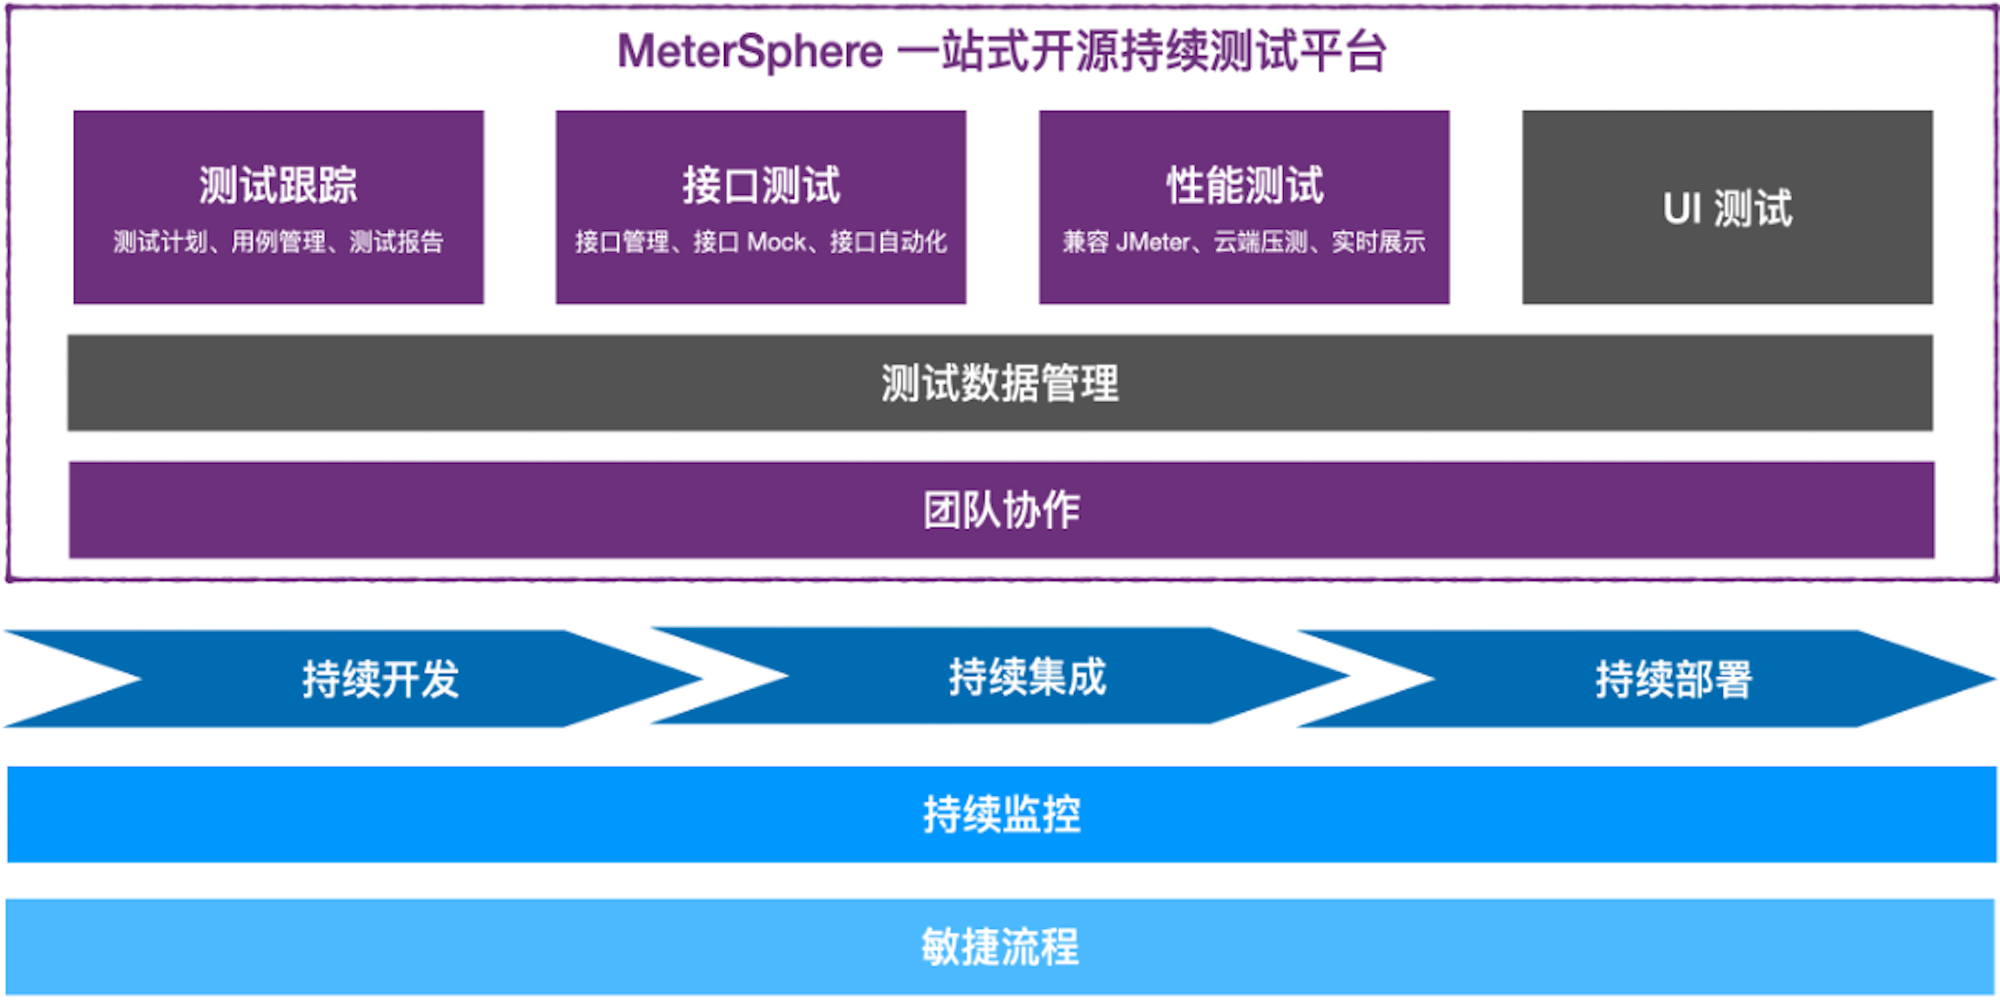 MeterSphere 一站式开源持续测试平台
测试跟踪
测试计划、用例管理、测试报告
接口测试
接口管理、接口 Mock、接口自动化
性能测试
兼容 JMeter、云端压测、实时展示
UI 测试
测试数据管理
团队协作
持续开发
持续集成
持续部署
持续监控
敏捷流程